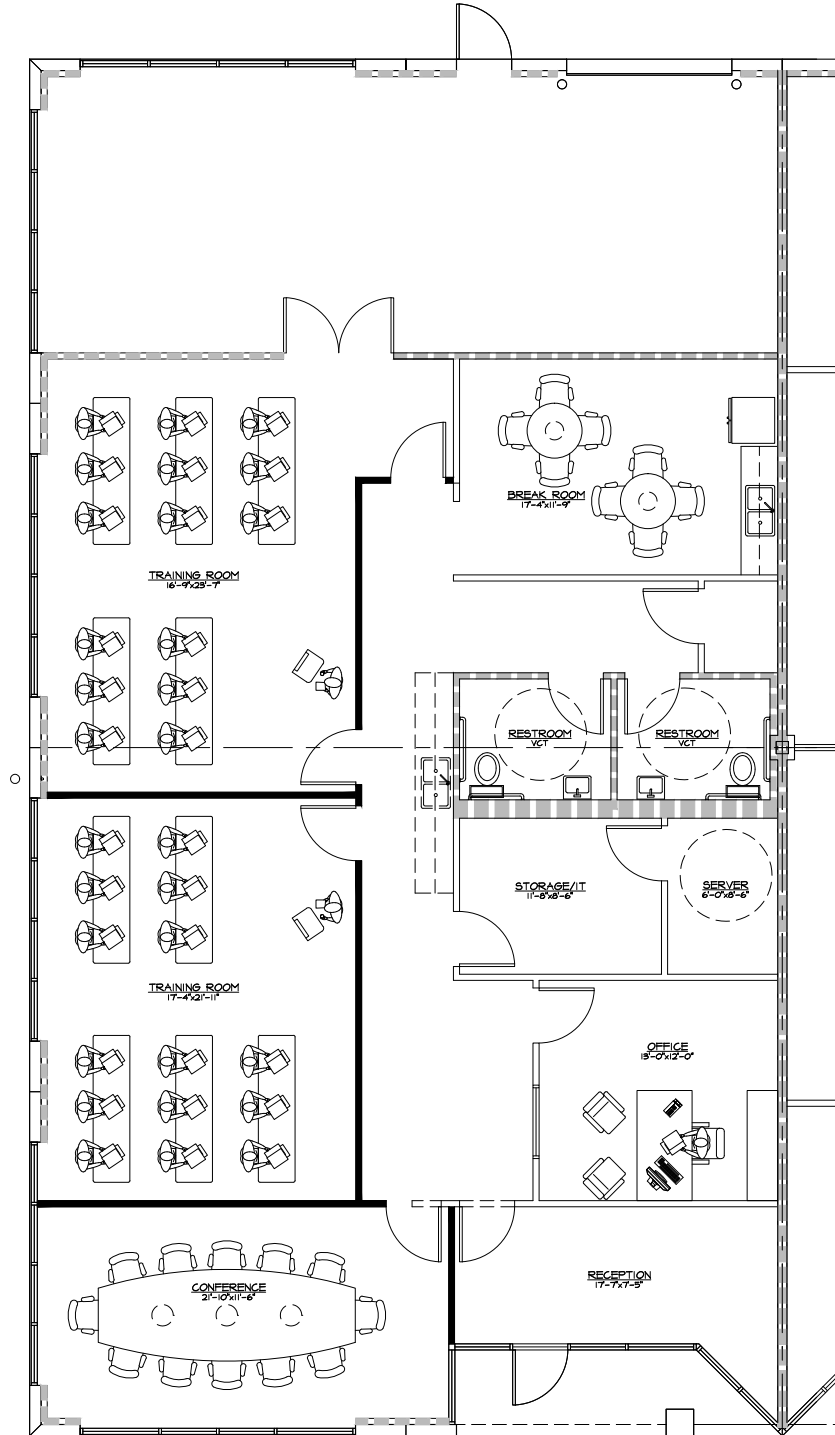 BREAK ROOM
17'-4"x11'-9"
TRAINING ROOM
16'-9"x23'-7"
RESTROOM
VCT
RESTROOM
VCT
STORAGE/IT
11'-8"x8'-6"
SERVER
6'-0"x8'-6"
TRAINING ROOM
17'-4"x21'-11"
OFFICE
13'-0"x12'-0"
RECEPTION
17'-7"x7'-5"
CONFERENCE
21'-10"x11'-6"